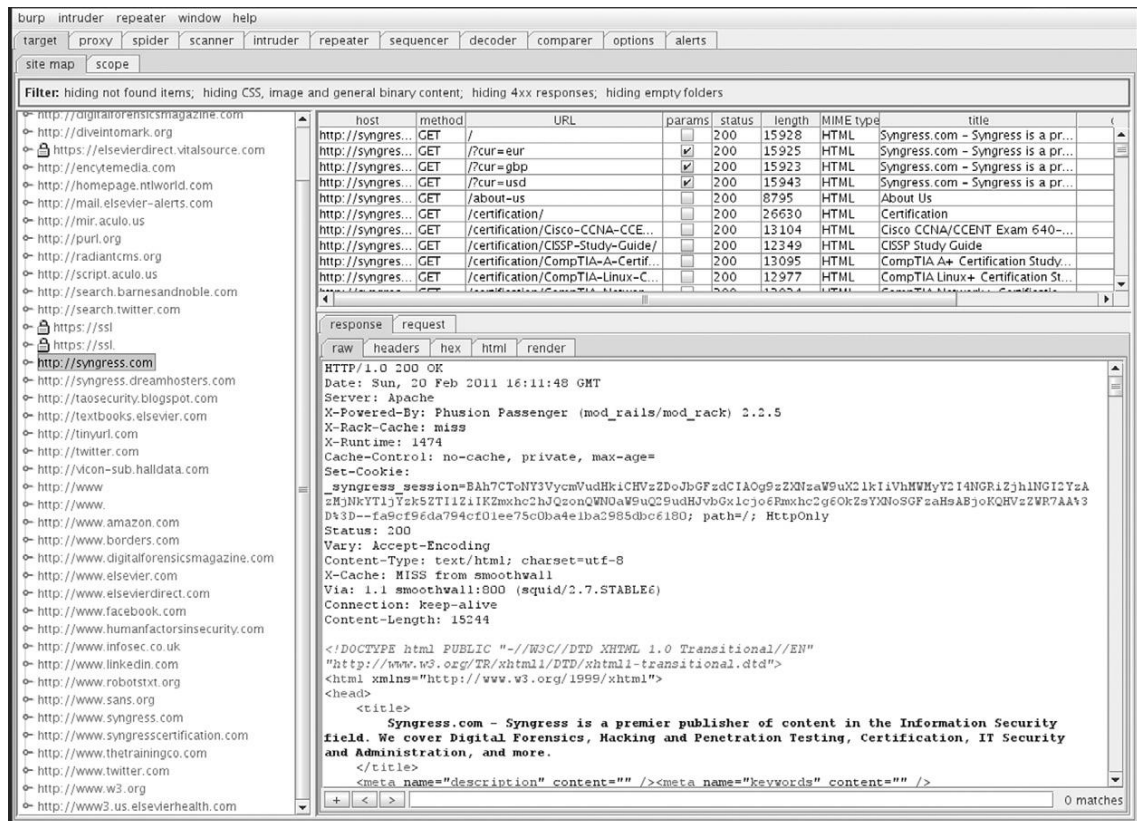 burp intruder repeater window help
target proxy spider scanner intruder repeater sequencer decoder comparer options alerts
site map scope
Filter: hiding not found items; hiding CSS, image and general binary content; hiding 4xx responses; hiding empty folders
http://digitalforensicsmagazine.com
http://diveintomark.org
https://elsevierdirect.vitalsource.com
http://encytemedia.com
http://homepage.ntlworld.com
http://mail.elsevier-alerts.com
http://mir.aculo.us
http://purl.org
http://radiantcms.org
http://script.aculo.us
http://search.barnesandnoble.com
http://search.twitter.com
https://ssl
https://ssl.
http://syngress.com
http://syngress.dreamhosters.com
http://taosecurity.blogspot.com
http://textbooks.elsevier.com
http://tinyurl.com
http://twitter.com
http://vicon-sub.halldata.com
http://www
http://www.
http://www.amazon.com
http://www.borders.com
http://www.digitalforensicsmagazine.com
http://www.elsevier.com
http://www.elsevierdirect.com
http://www.facebook.com
http://www.humanfactorsinsecurity.com
http://www.infosec.co.uk
http://www.linkedin.com
http://www.robotstxt.org
http://www.sans.org
http://www.syngress.com
http://www.syngresscertification.com
http://www.thetrainingco.com
http://www.twitter.com
http://www.w3.org
http://www3.us.elsevierhealth.com
host method URL params status length MIME type title
http://syngres... GET / 200 15928 HTML Syngress.com - Syngress is a pr...
http://syngres... GET /?cur=eur 200 15925 HTML Syngress.com - Syngress is a pr...
http://syngres... GET /?cur=gbp 200 15923 HTML Syngress.com - Syngress is a pr...
http://syngres... GET /?cur=usd 200 15943 HTML Syngress.com - Syngress is a pr...
http://syngres... GET /about-us 200 8795 HTML About Us
http://syngres... GET /certification/ 200 26630 HTML Certification
http://syngres... GET /certification/Cisco-CCNA-CCE... 200 13104 HTML Cisco CCNA/CCENT Exam 640-...
http://syngres... GET /certification/CISSP-Study-Guide/ 200 12349 HTML CISSP Study Guide
http://syngres... GET /certification/CompTIA-A-Certif... 200 13095 HTML CompTIA A+ Certification Study...
http://syngres... GET /certification/CompTIA-Linux-C... 200 12977 HTML CompTIA Linux+ Certification St...
response request
raw headers hex html render
HTTP/1.0 200 OK
Date: Sun, 20 Feb 2011 16:11:48 GMT
Server: Apache
X-Powered-By: Phusion Passenger (mod_rails/mod_rack) 2.2.5
X-Rack-Cache: miss
X-Runtime: 1474
Cache-Control: no-cache, private, max-age=
Set-Cookie:
D%3D--fa9cf96da794cf01ee75c0ba4e1ba2985dbc6180; path=/; HttpOnly
Status: 200
Vary: Accept-Encoding
Content-Type: text/html; charset=utf-8
X-Cache: MISS from smoothwall
Via: 1.1 smoothwall:800 (squid/2.7.STABLE6)
Connection: keep-alive
Content-Length: 15244
<!DOCTYPE html PUBLIC "-//W3C//DTD XHTML 1.0 Transitional//EN"
"http://www.w3.org/TR/xhtml1/DTD/xhtml1-transitional.dtd">
<html xmlns="http://www.w3.org/1999/xhtml">
<head>
<title>
Syngress.com - Syngress is a premier publisher of content in the Information Security
field. We cover Digital Forensics, Hacking and Penetration Testing, Certification, IT Security
and Administration, and more.
</title>
<meta name="description" content="" /><meta name="keywords" content="" />
+ < > 0 matches